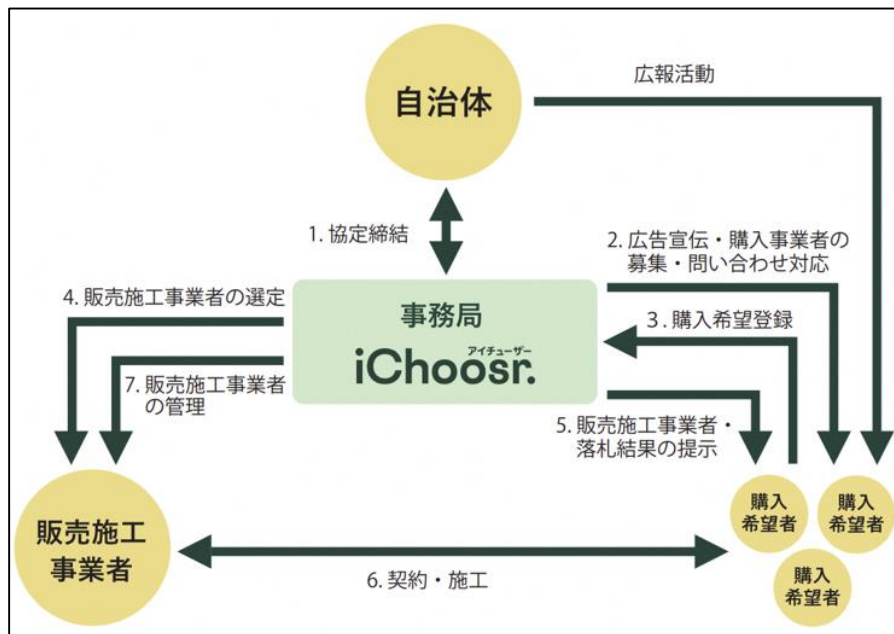 自治体
広報活動
1. 協定締結
2. 広告宣伝・購入事業者の
募集・問い合わせ対応
4. 販売施工事業者の選定
事務局
アイチューザー
iChoosr.
3．購入希望登録
7. 販売施工事業者
の管理
5. 販売施工事業者・
落札結果の提示
販売施工
事業者
6. 契約・施工
購入
希望者
購入
希望者
購入
希望者